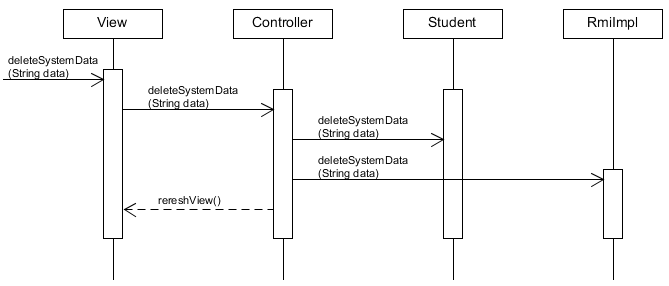 View
Controller
Student
RmiImpl
deleteSystemData
(String data)
deleteSystemData
(String data)
deleteSystemData
(String data)
deleteSystemData
(String data)
rereshView()